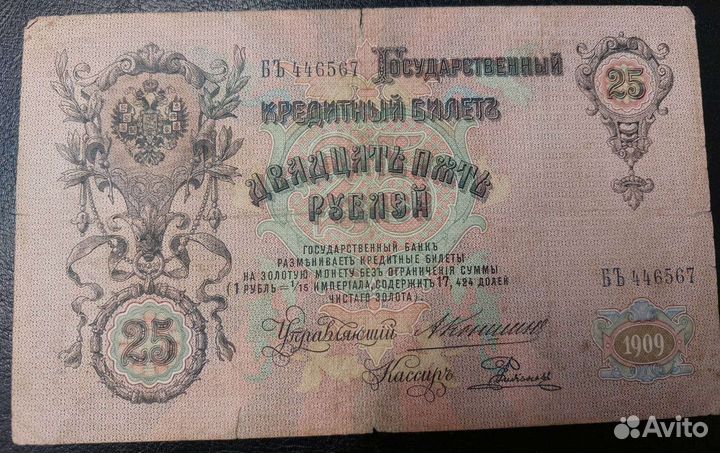 БЪ 446567 Государственный
25
Кредитный Билетъ
Двадцать пять
рублей
Государственный Банкъ
размѣниваетъ кредитные билеты
на золотую монету безъ ограниченія суммы
(1 рубль = 1/15 имперіала, содержитъ 17,424 долей
чистаго золота).
БЪ 446567
25
Управляющій
Кассиръ
1909
Avito